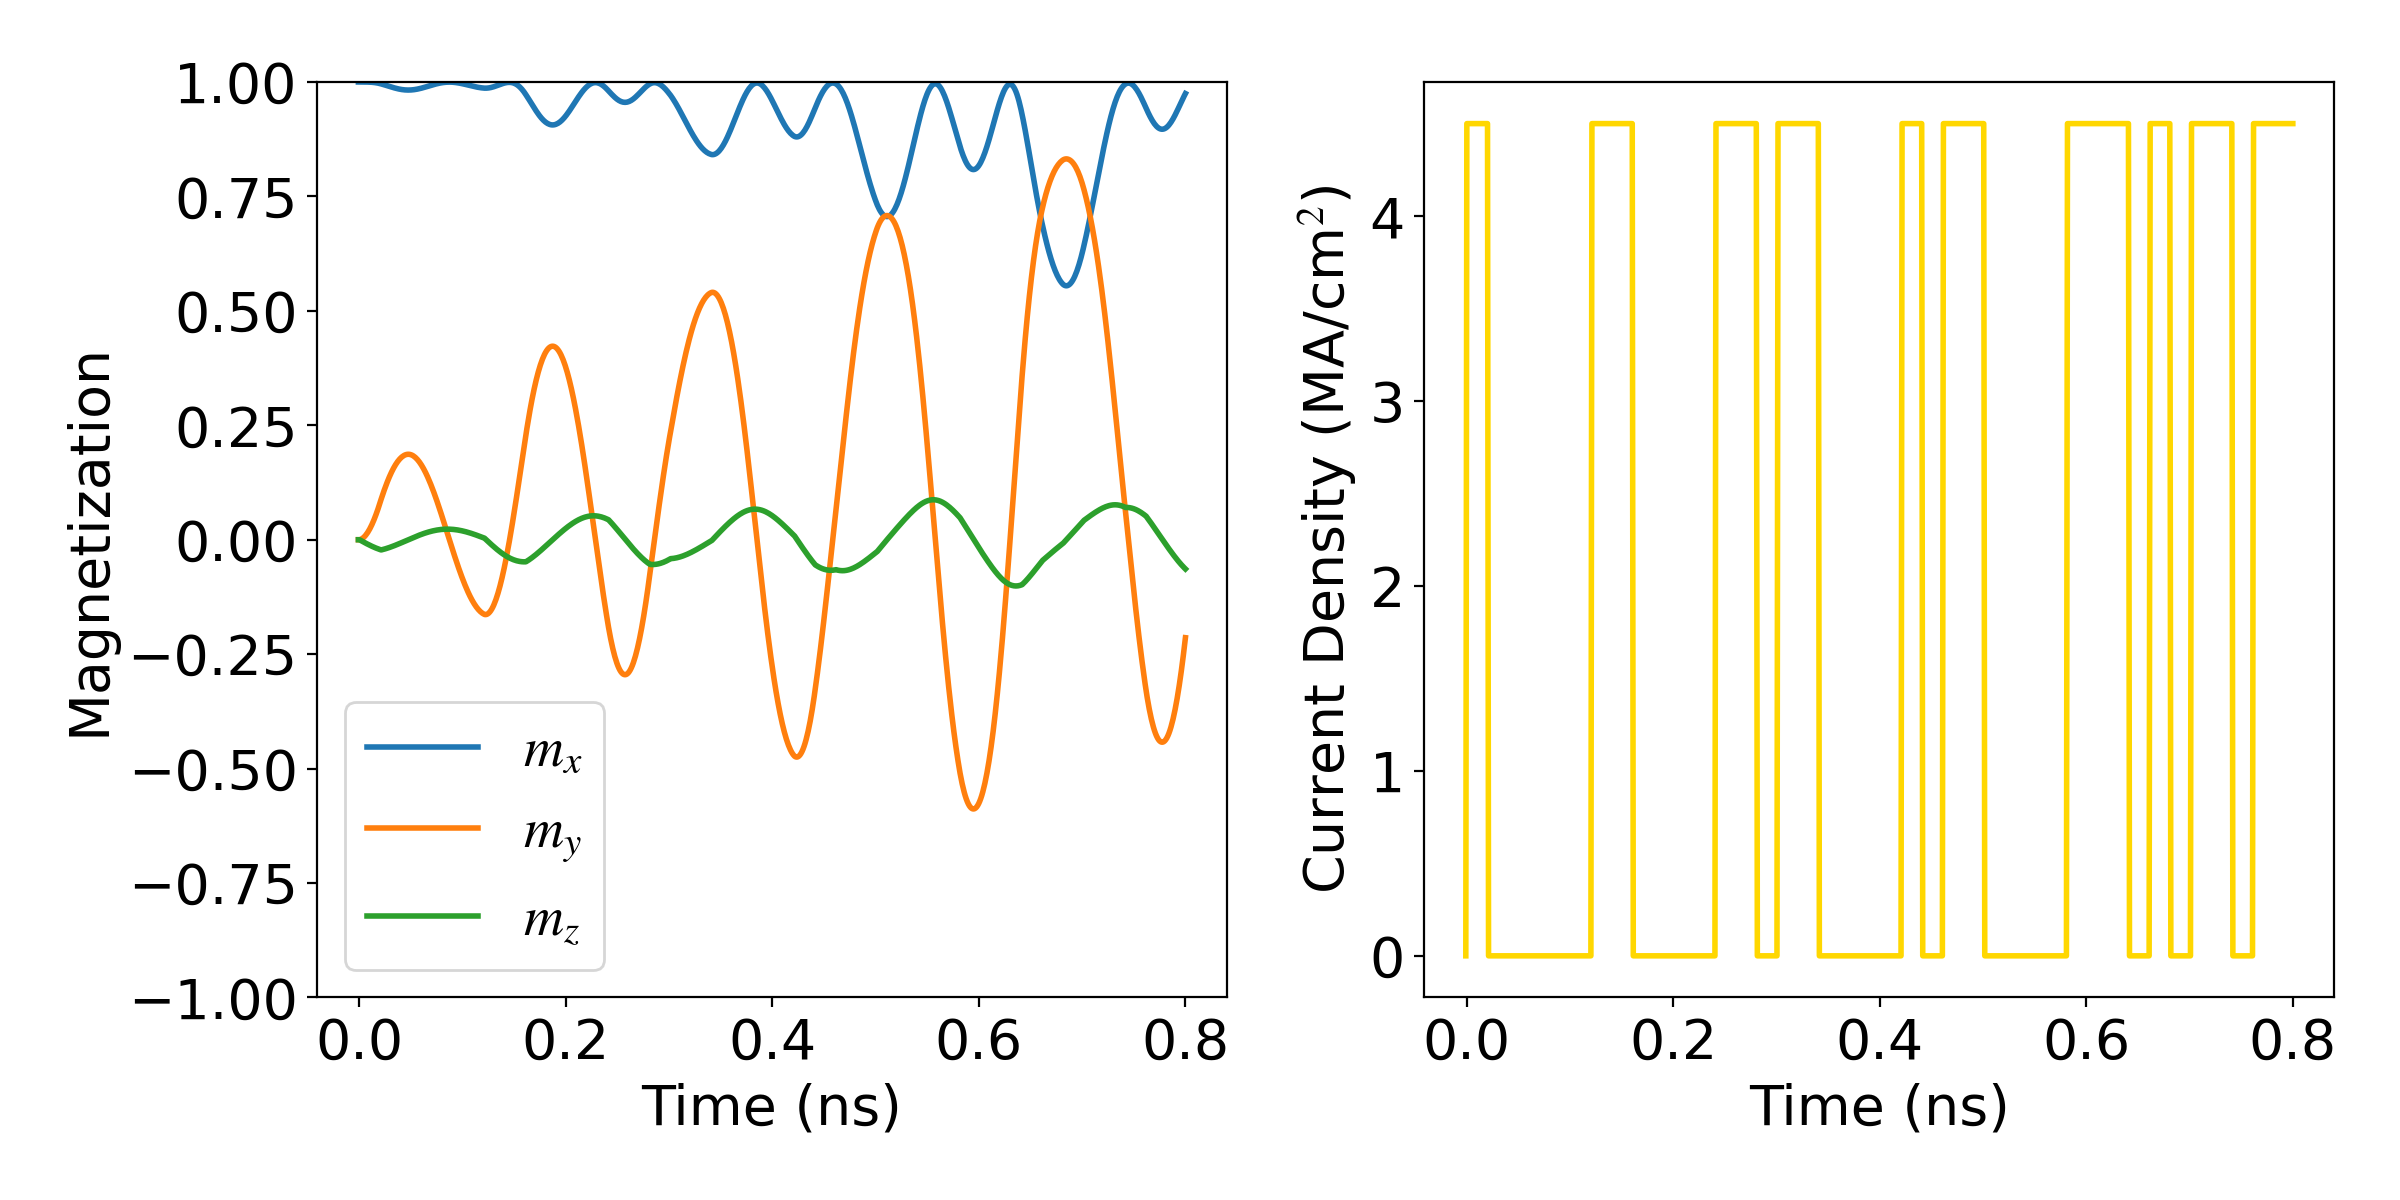 Magnetization
1.00
0.75
0.50
0.25
0.00
−0.25
−0.50
−0.75
−1.00
m_x
m_y
m_z
0.0 0.2 0.4 0.6 0.8
Time (ns)
Current Density (MA/cm²)
4
3
2
1
0
0.0 0.2 0.4 0.6 0.8
Time (ns)